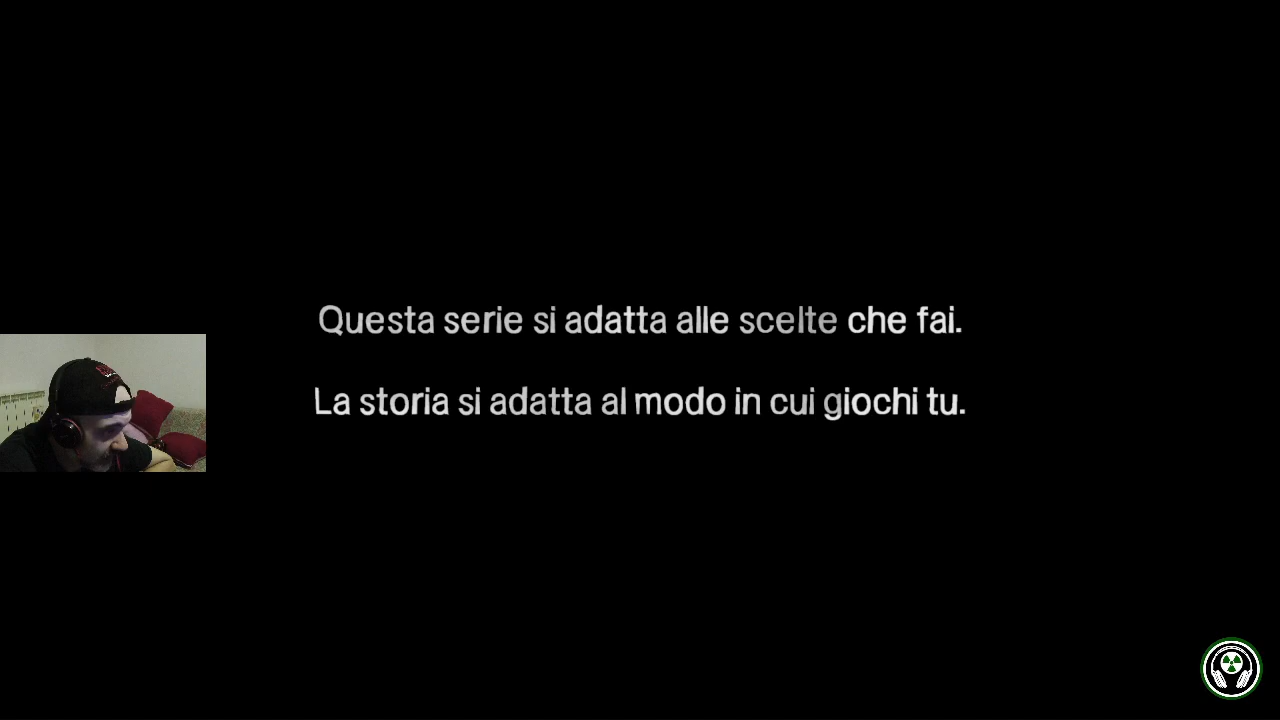 Questa serie si adatta alle scelte che fai.
La storia si adatta al modo in cui giochi tu.